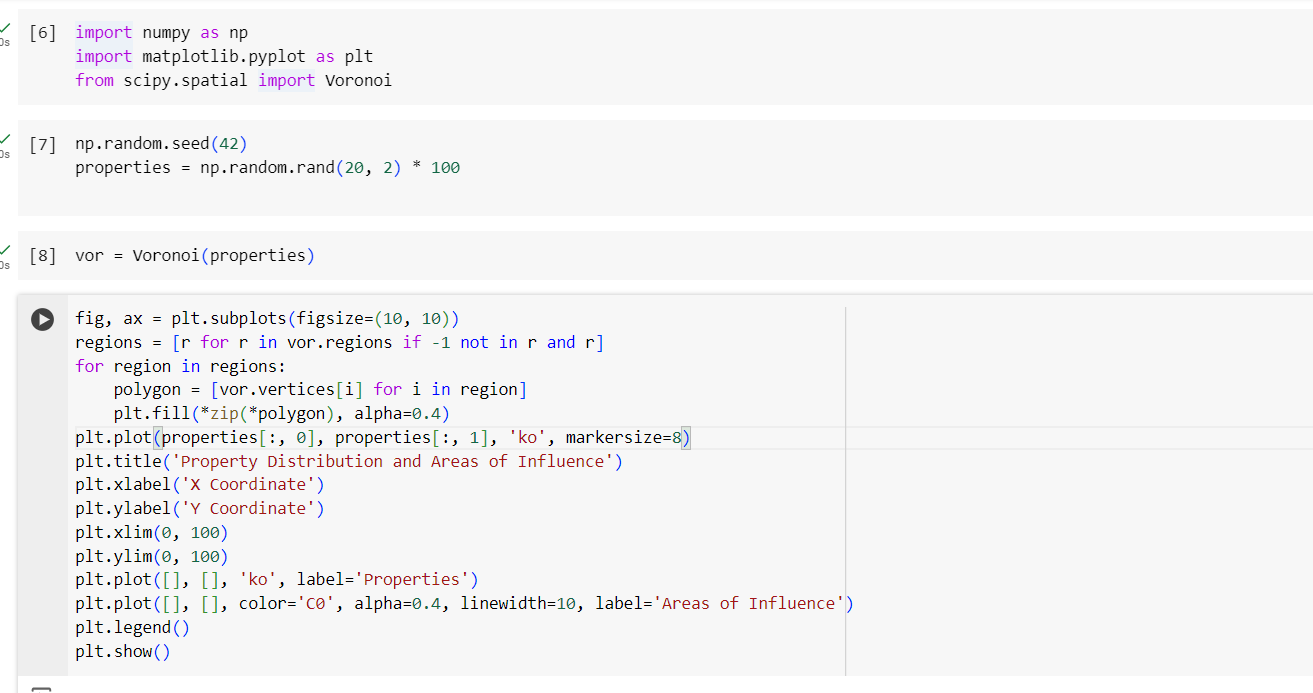 [6] import numpy as np
import matplotlib.pyplot as plt
from scipy.spatial import Voronoi
0s
[7] np.random.seed(42)
properties = np.random.rand(20, 2) * 100
0s
[8] vor = Voronoi(properties)
0s
fig, ax = plt.subplots(figsize=(10, 10))
regions = [r for r in vor.regions if -1 not in r and r]
for region in regions:
    polygon = [vor.vertices[i] for i in region]
    plt.fill(*zip(*polygon), alpha=0.4)
plt.plot(properties[:, 0], properties[:, 1], 'ko', markersize=8)
plt.title('Property Distribution and Areas of Influence')
plt.xlabel('X Coordinate')
plt.ylabel('Y Coordinate')
plt.xlim(0, 100)
plt.ylim(0, 100)
plt.plot([], [], 'ko', label='Properties')
plt.plot([], [], color='C0', alpha=0.4, linewidth=10, label='Areas of Influence')
plt.legend()
plt.show()